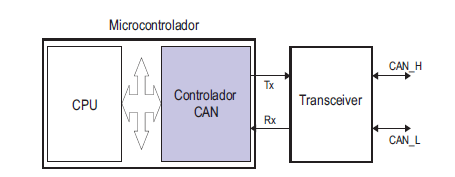 Microcontrolador
CPU
Controlador
CAN
Tx
Rx
Transceiver
CAN_H
CAN_L